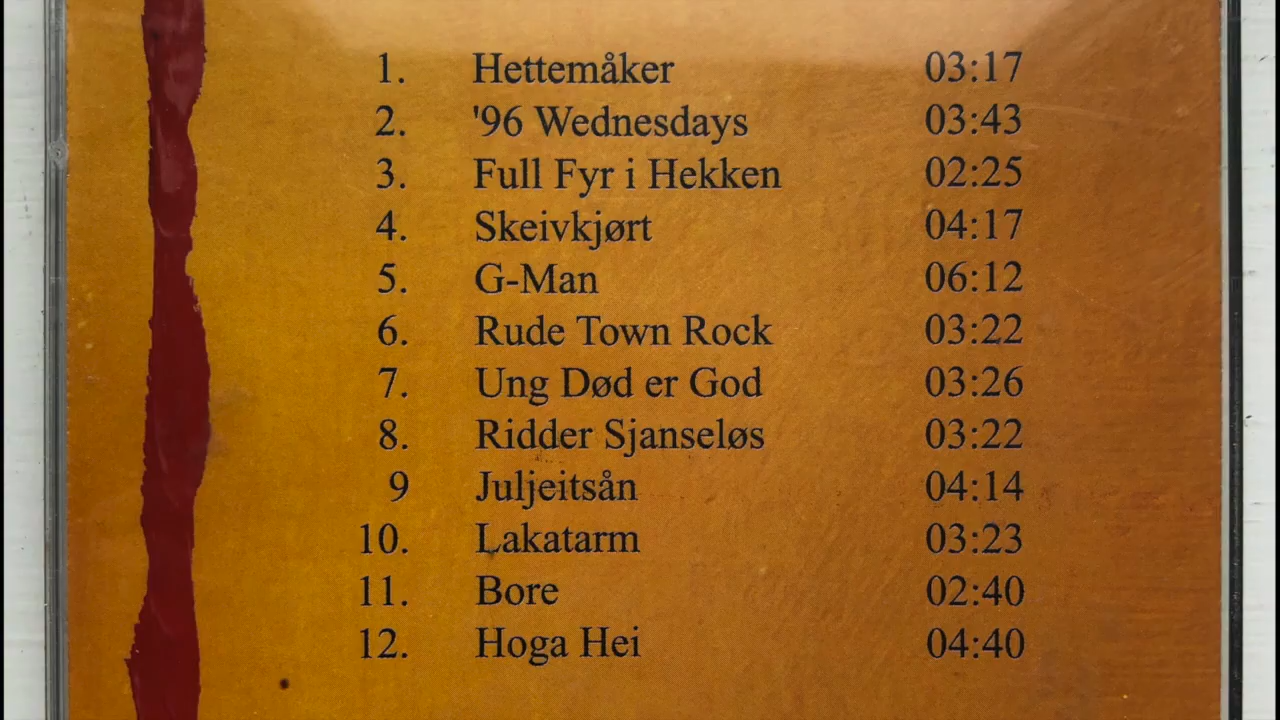 1. Hettemåker 03:17
2. '96 Wednesdays 03:43
3. Full Fyr i Hekken 02:25
4. Skeivkjørt 04:17
5. G-Man 06:12
6. Rude Town Rock 03:22
7. Ung Død er God 03:26
8. Ridder Sjanseløs 03:22
9 Juljeitsån 04:14
10. Lakatarm 03:23
11. Bore 02:40
12. Hoga Hei 04:40